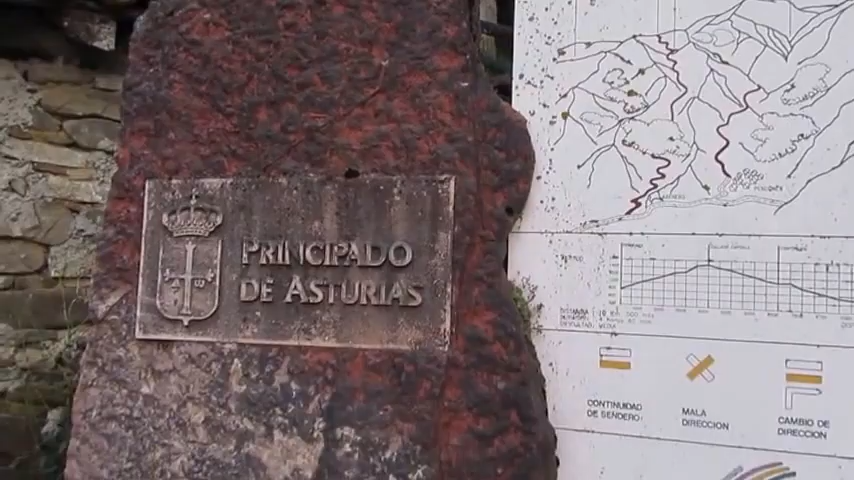 PRINCIPADO
DE ASTURIAS
CONTINUIDAD
DE SENDERO
MALA
DIRECCION
CAMBIO DE
DIRECCION